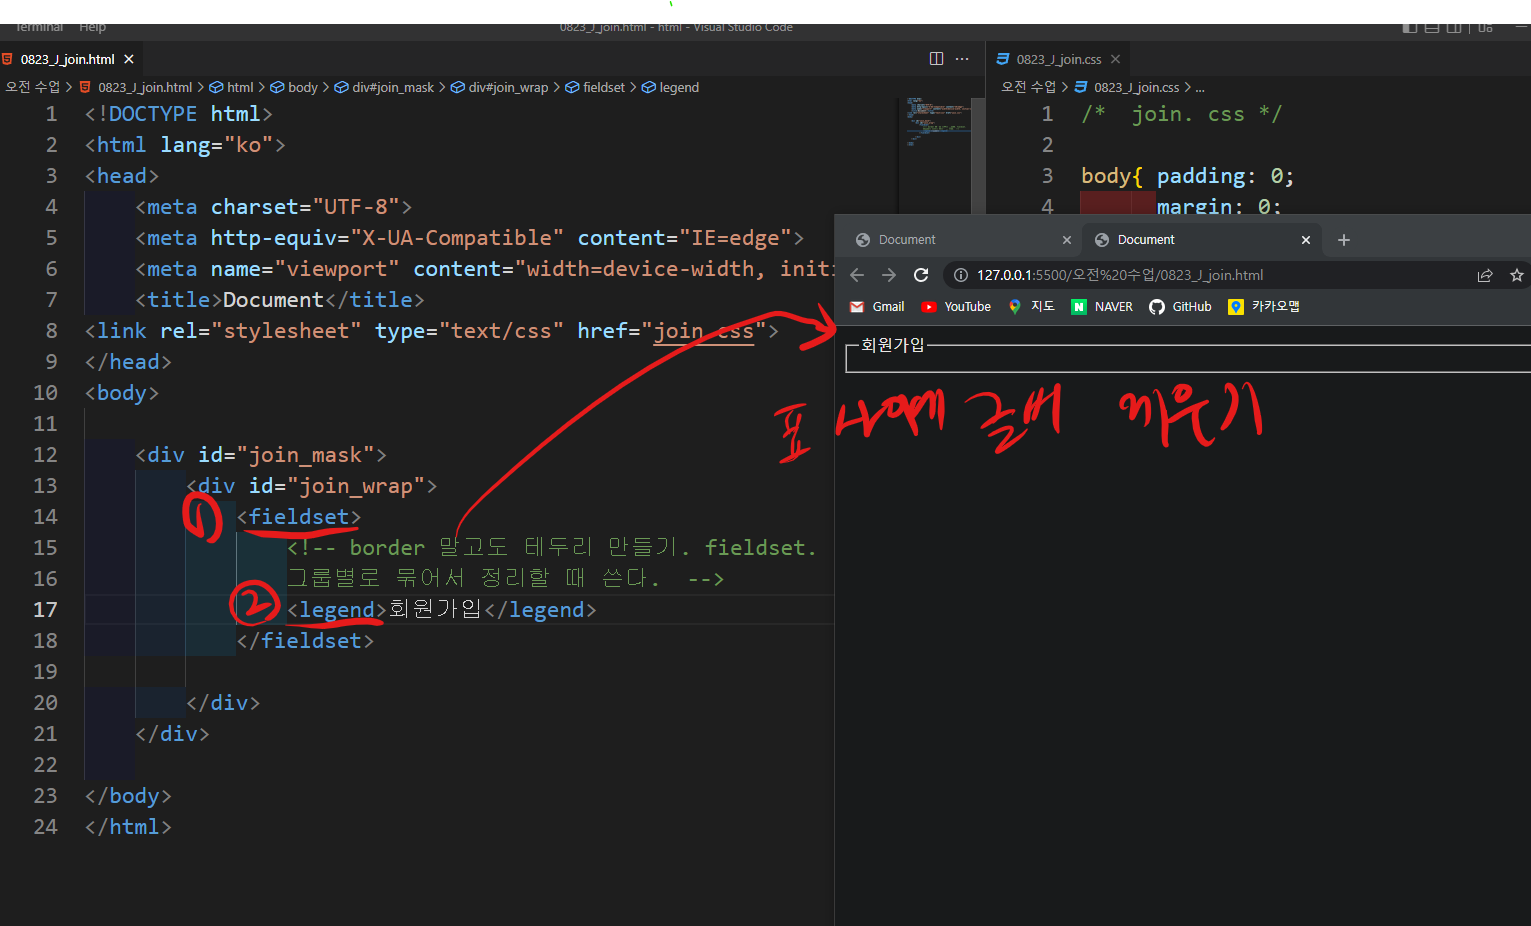 Terminal Help
0823_J_join.html - html - Visual Studio Code
0823_J_join.html
오전 수업 > 0823_J_join.html > html > body > div#join_mask > div#join_wrap > fieldset > legend
1 <!DOCTYPE html>
2 <html lang="ko">
3 <head>
4 <meta charset="UTF-8">
5 <meta http-equiv="X-UA-Compatible" content="IE=edge">
6 <meta name="viewport" content="width=device-width, initi
7 <title>Document</title>
8 <link rel="stylesheet" type="text/css" href="join.css">
9 </head>
10 <body>
11
12 <div id="join_mask">
13 <div id="join_wrap">
14 <fieldset>
15 <!-- border 말고도 테두리 만들기. fieldset.
16 그룹별로 묶어서 정리할 때 쓴다. -->
17 <legend>회원가입</legend>
18 </fieldset>
19
20 </div>
21 </div>
22
23 </body>
24 </html>
①
②
0823_J_join.css
오전 수업 > 0823_J_join.css > ...
1 /* join. css */
2
3 body{ padding: 0;
4 margin: 0;
Document
Document
127.0.0.1:5500/오전%20수업/0823_J_join.html
Gmail YouTube 지도 NAVER GitHub 카카오맵
회원가입
표 끼우기